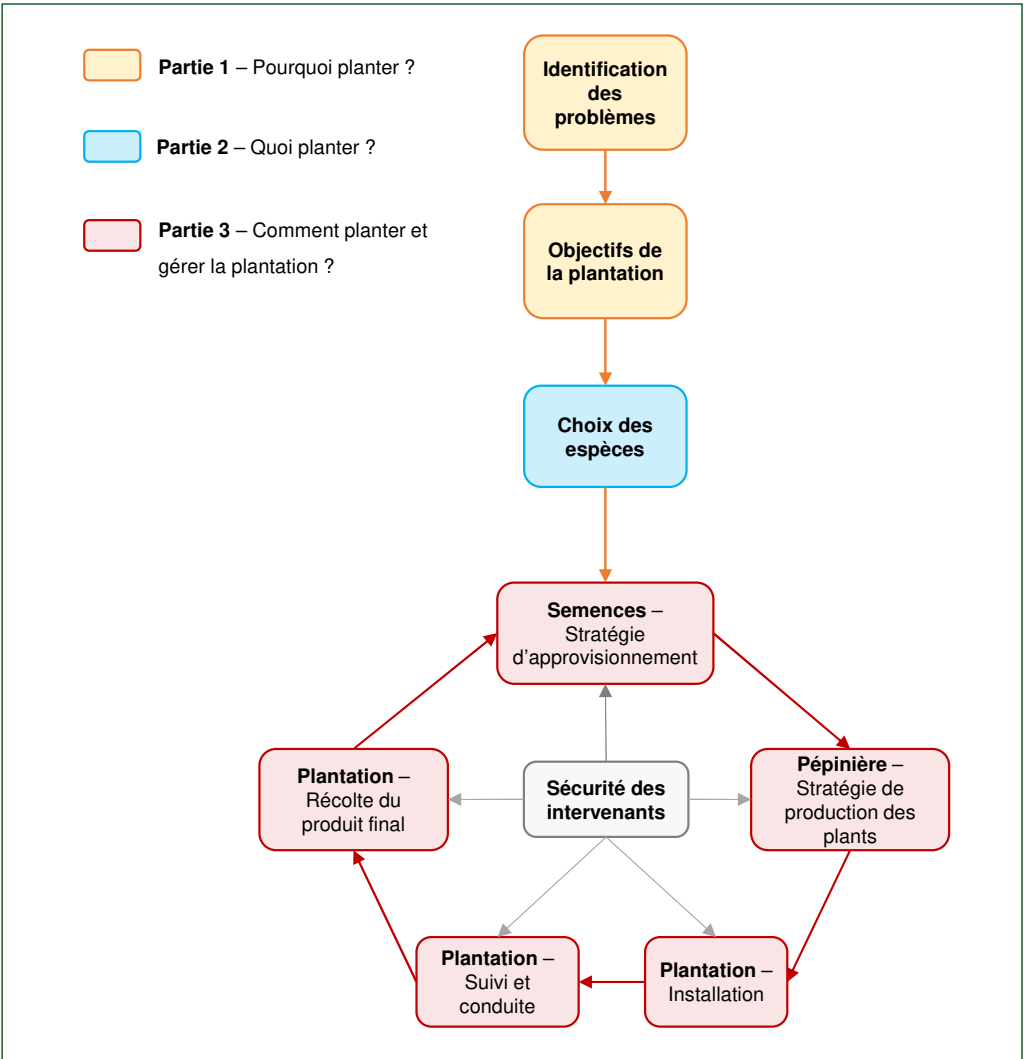 Partie 1 – Pourquoi planter ?
Partie 2 – Quoi planter ?
Partie 3 – Comment planter et
gérer la plantation ?
Identification
des
problèmes
Objectifs de
la plantation
Choix des
espèces
Semences –
Stratégie
d'approvisionnement
Plantation –
Récolte du
produit final
Sécurité des
intervenants
Pépinière –
Stratégie de
production des
plants
Plantation –
Suivi et
conduite
Plantation –
Installation